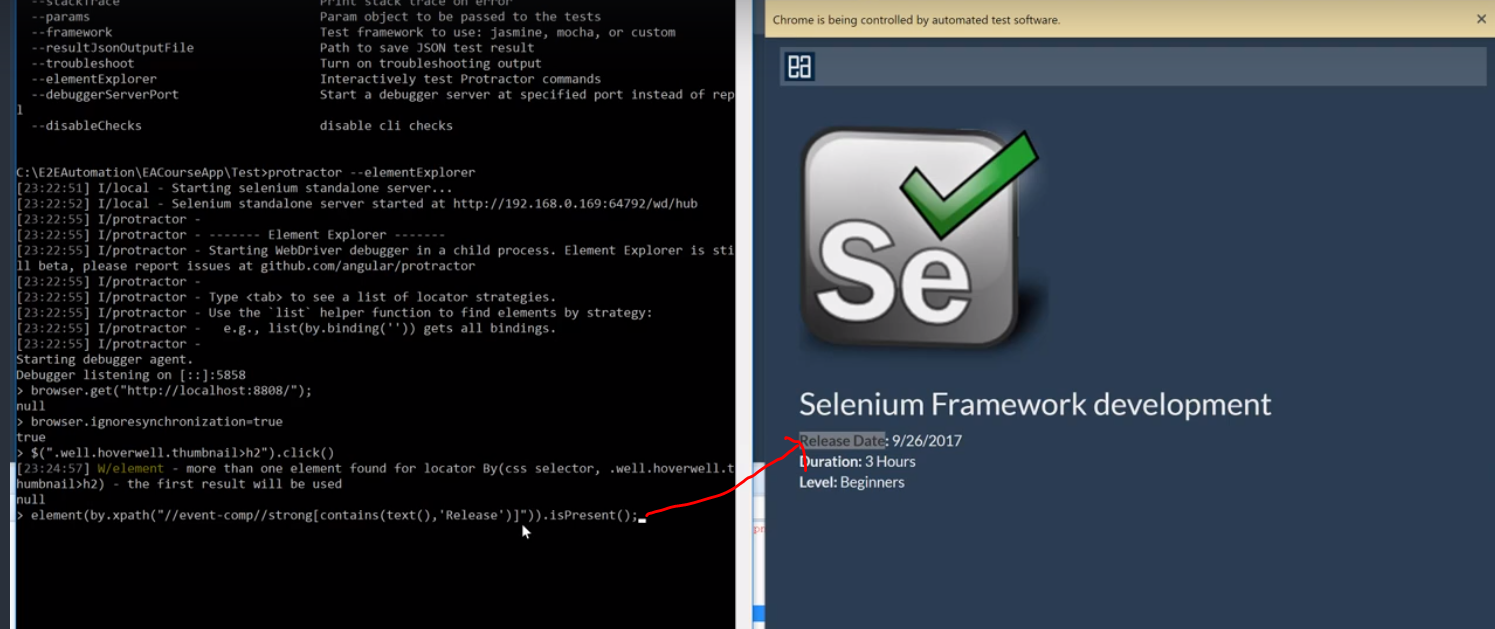 --stackTrace Print stack trace on error
--params Param object to be passed to the tests
--framework Test framework to use: jasmine, mocha, or custom
--resultJsonOutputFile Path to save JSON test result
--troubleshoot Turn on troubleshooting output
--elementExplorer Interactively test Protractor commands
--debuggerServerPort Start a debugger server at specified port instead of rep
l
--disableChecks disable cli checks
C:\E2EAutomation\EACourseApp\Test>protractor --elementExplorer
[23:22:51] I/local - Starting selenium standalone server...
[23:22:52] I/local - Selenium standalone server started at http://192.168.0.169:64792/wd/hub
[23:22:55] I/protractor -
[23:22:55] I/protractor - ------- Element Explorer -------
[23:22:55] I/protractor - Starting WebDriver debugger in a child process. Element Explorer is sti
ll beta, please report issues at github.com/angular/protractor
[23:22:55] I/protractor -
[23:22:55] I/protractor - Type <tab> to see a list of locator strategies.
[23:22:55] I/protractor - Use the `list` helper function to find elements by strategy:
[23:22:55] I/protractor -   e.g., list(by.binding('')) gets all bindings.
[23:22:55] I/protractor -
Starting debugger agent.
Debugger listening on [::]:5858
> browser.get("http://localhost:8808/");
null
> browser.ignoresynchronization=true
true
> $(".well.hoverwell.thumbnail>h2").click()
[23:24:57] W/element - more than one element found for locator By(css selector, .well.hoverwell.t
humbnail>h2) - the first result will be used
null
> element(by.xpath("//event-comp//strong[contains(text(),'Release')]")).isPresent();
Chrome is being controlled by automated test software.
ea
Se
Selenium Framework development
Release Date: 9/26/2017
Duration: 3 Hours
Level: Beginners